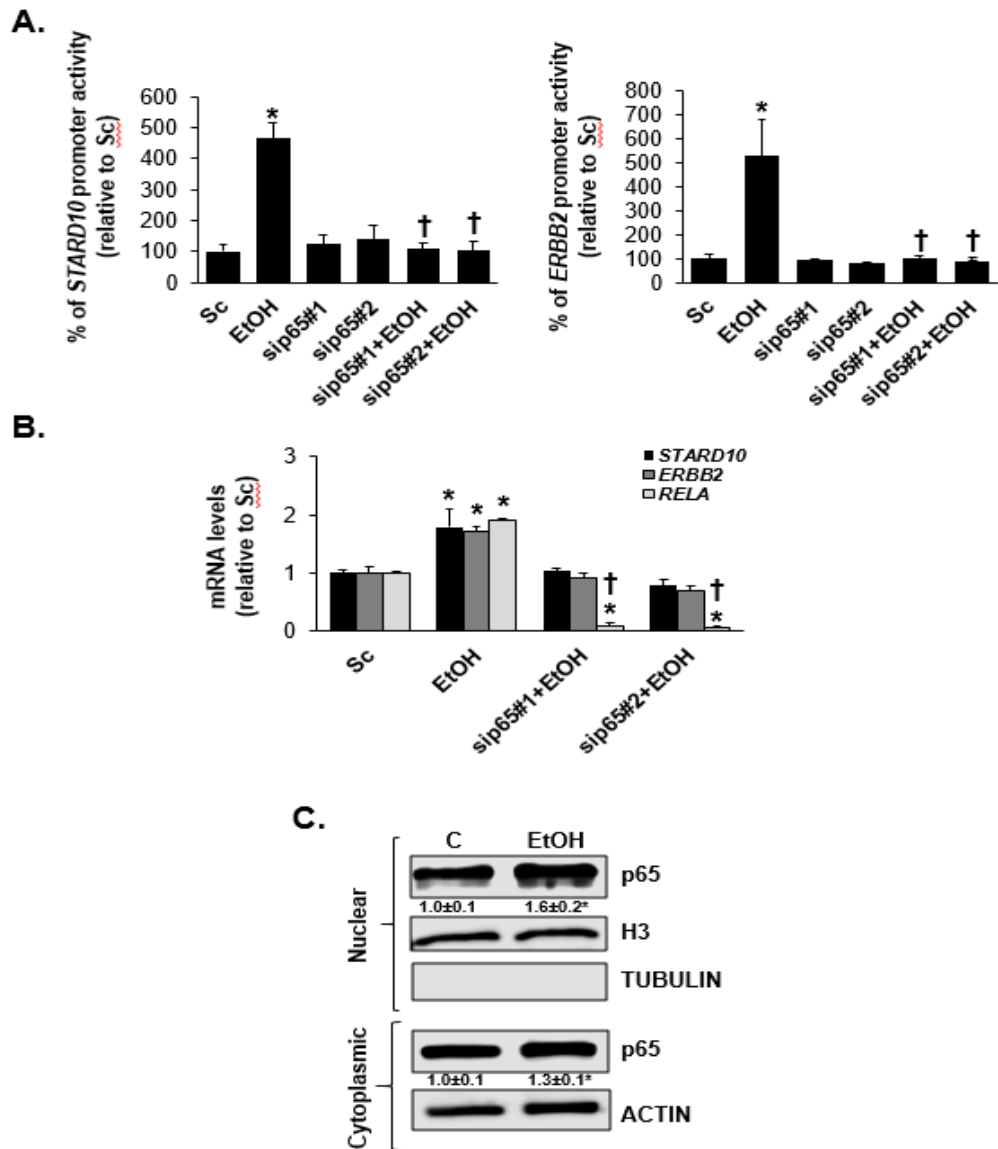 A.
% of STARD10 promoter activity
(relative to Sc)
600
500
400
300
200
100
0
*
†
†
Sc
EtOH
sip65#1
sip65#2
sip65#1+EtOH
sip65#2+EtOH
% of ERBB2 promoter activity
(relative to Sc)
800
700
600
500
400
300
200
100
0
*
†
†
Sc
EtOH
sip65#1
sip65#2
sip65#1+EtOH
sip65#2+EtOH
B.
mRNA levels
(relative to Sc)
3
2
1
0
STARD10
ERBB2
RELA
* * *
†
*
†
*
Sc
EtOH
sip65#1+EtOH
sip65#2+EtOH
C.
C EtOH
Nuclear
p65
1.0±0.1 1.6±0.2*
H3
TUBULIN
Cytoplasmic
p65
1.0±0.1 1.3±0.1*
ACTIN